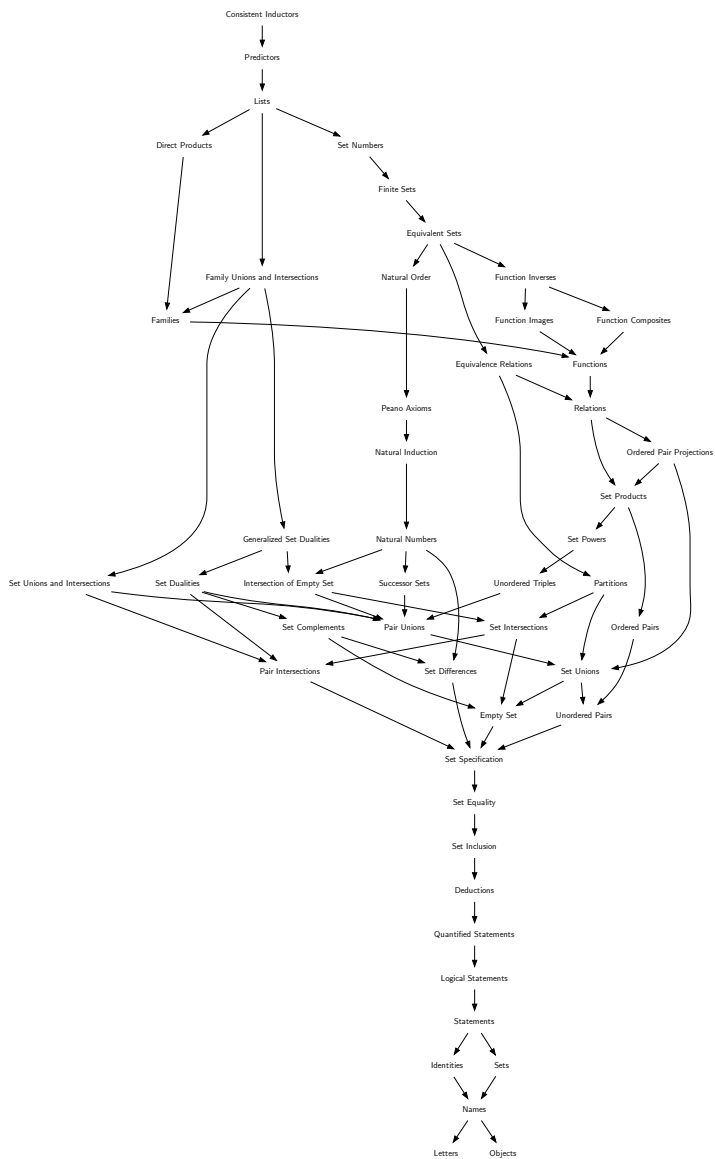 Consistent Inductors
Predictors
Lists
Direct Products
Set Numbers
Finite Sets
Equivalent Sets
Family Unions and Intersections
Natural Order
Function Inverses
Families
Function Images
Function Composites
Equivalence Relations
Functions
Peano Axioms
Relations
Natural Induction
Ordered Pair Projections
Set Products
Generalized Set Dualities
Natural Numbers
Set Powers
Set Unions and Intersections
Set Dualities
Intersection of Empty Set
Successor Sets
Unordered Triples
Partitions
Set Complements
Pair Unions
Set Intersections
Ordered Pairs
Pair Intersections
Set Differences
Set Unions
Empty Set
Unordered Pairs
Set Specification
Set Equality
Set Inclusion
Deductions
Quantified Statements
Logical Statements
Statements
Identities
Sets
Names
Letters
Objects